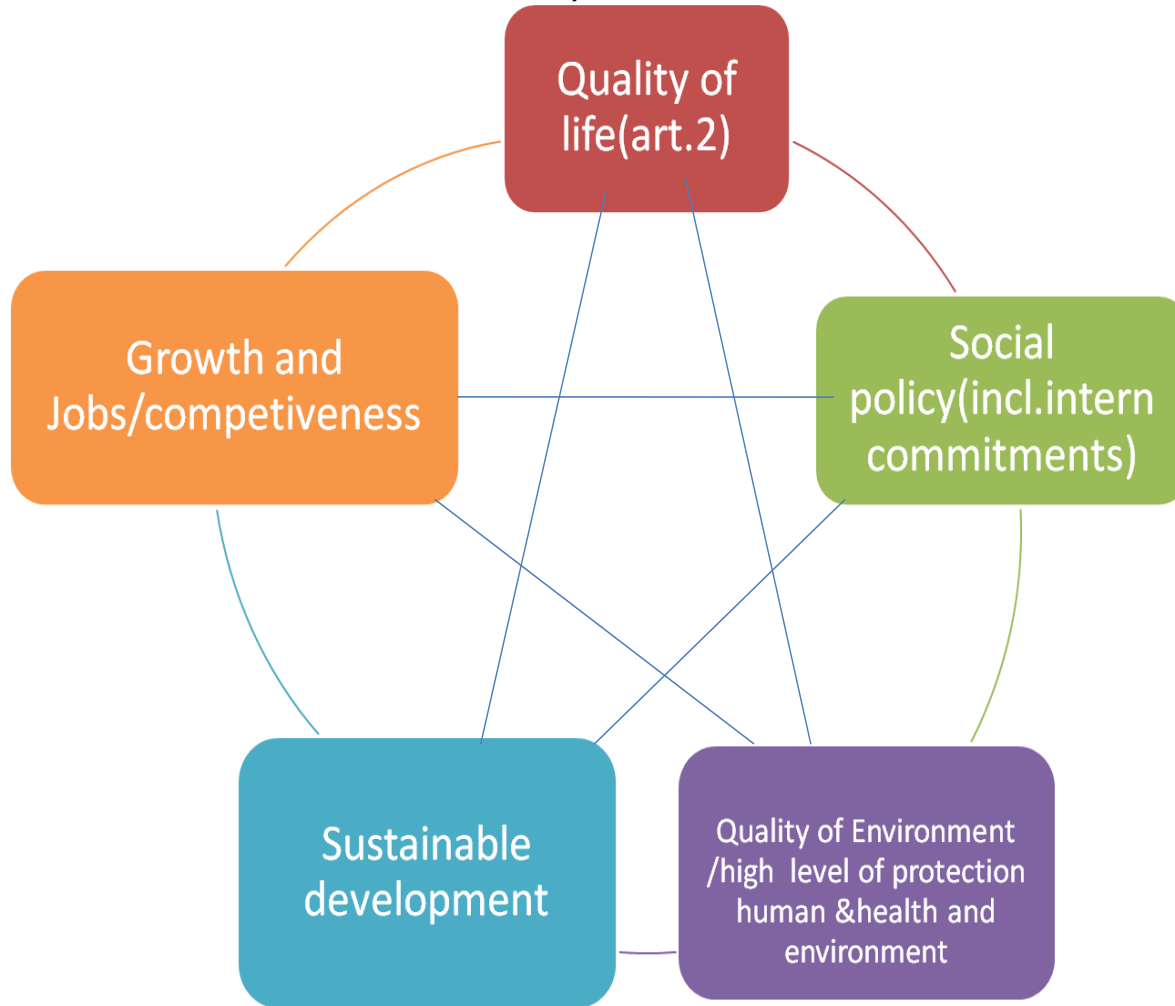 Quality of
life(art.2)
Growth and
Jobs/competiveness
Social
policy(incl.intern
commitments)
Sustainable
development
Quality of Environment
/high level of protection
human &health and
environment